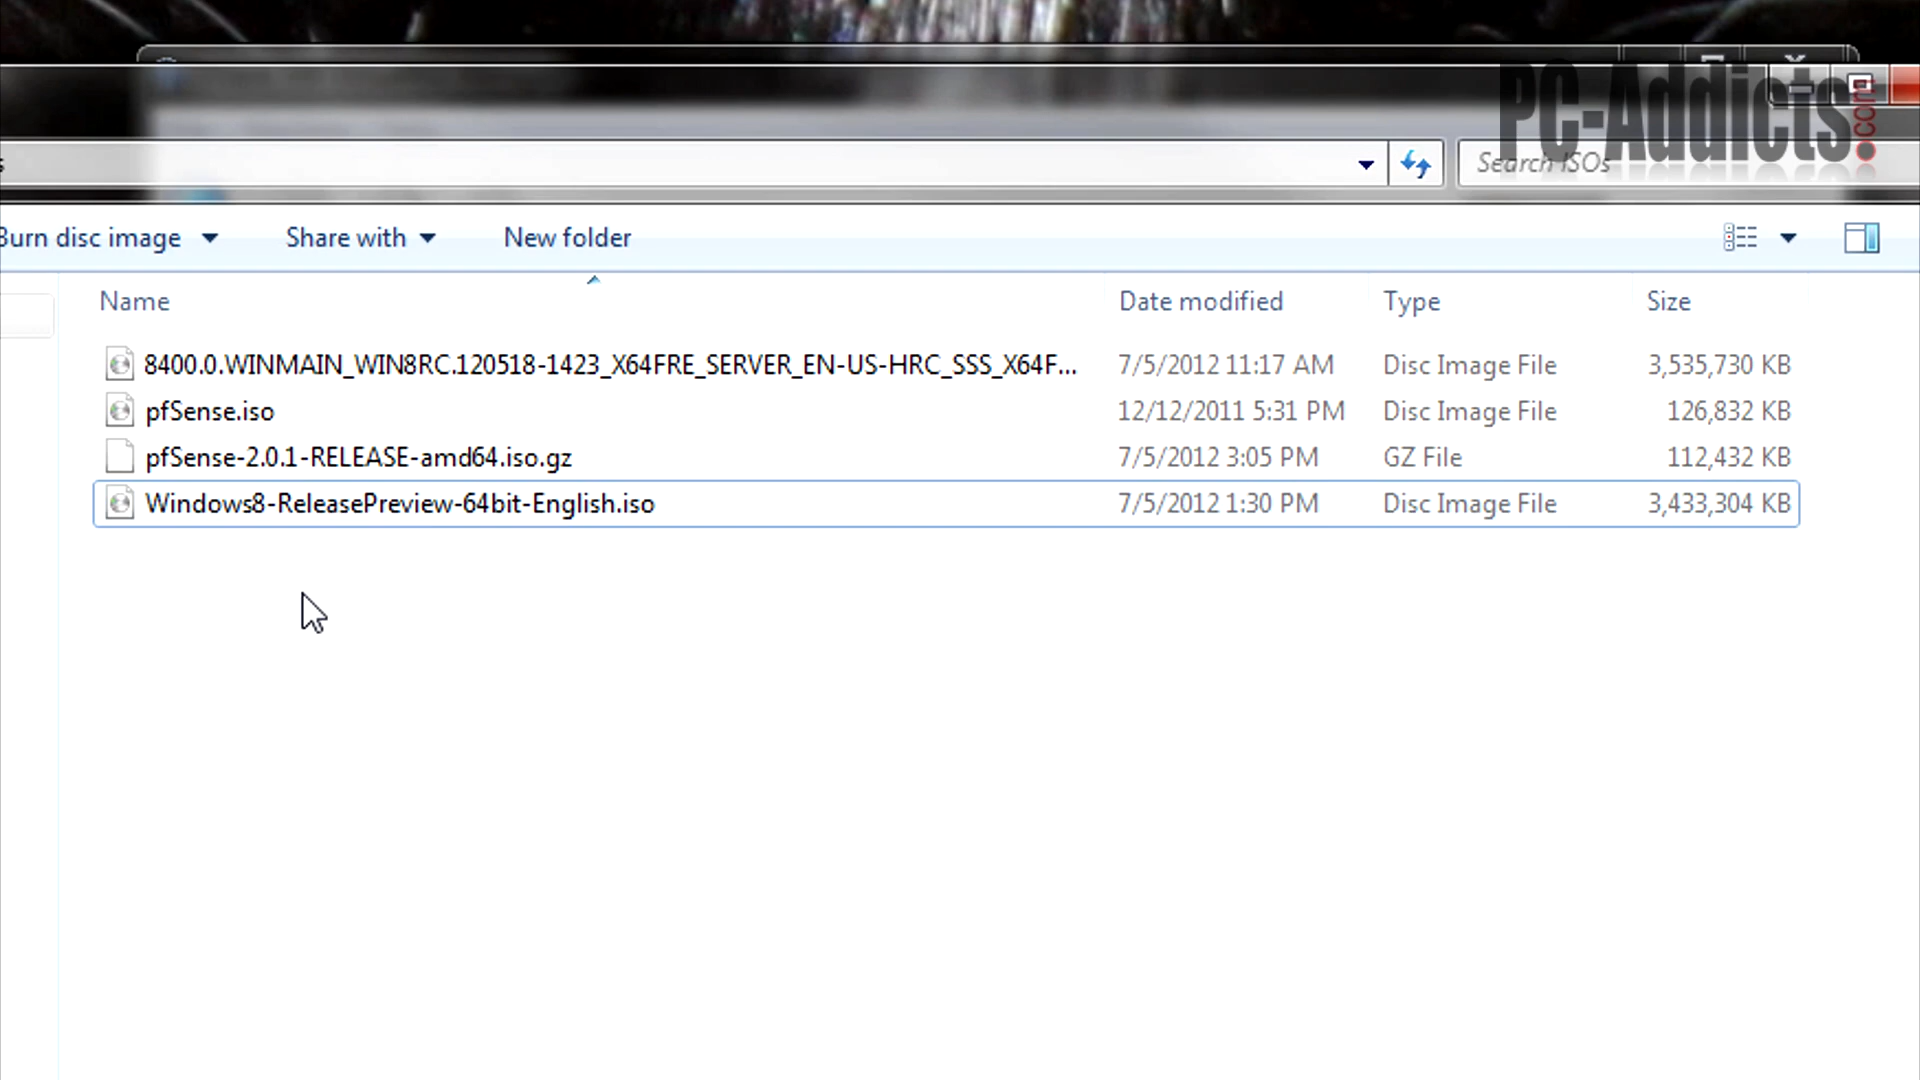 PC-Addicts.com
s
Search ISOs
Burn disc image
Share with
New folder
Name
Date modified
Type
Size
8400.0.WINMAIN_WIN8RC.120518-1423_X64FRE_SERVER_EN-US-HRC_SSS_X64F... 7/5/2012 11:17 AM Disc Image File 3,535,730 KB
pfSense.iso 12/12/2011 5:31 PM Disc Image File 126,832 KB
pfSense-2.0.1-RELEASE-amd64.iso.gz 7/5/2012 3:05 PM GZ File 112,432 KB
Windows8-ReleasePreview-64bit-English.iso 7/5/2012 1:30 PM Disc Image File 3,433,304 KB